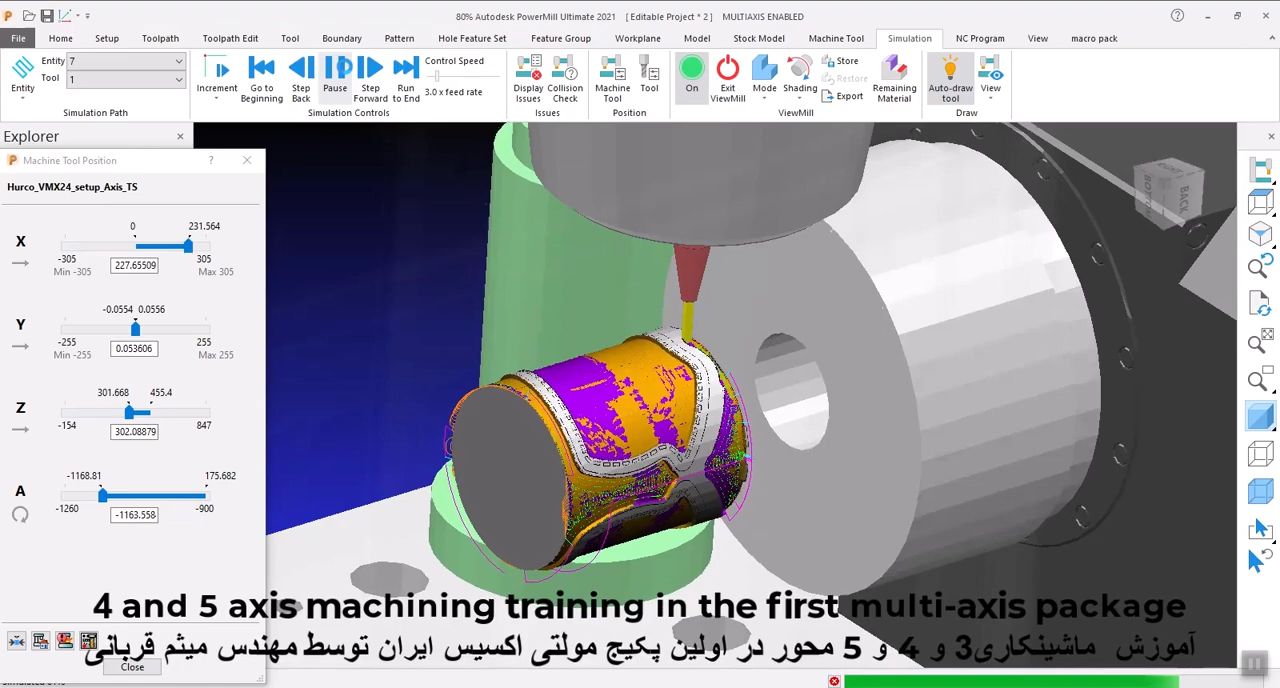 80% Autodesk PowerMill Ultimate 2021 [ Editable Project * 2 ] MULTIAXIS ENABLED
File Home Setup Toolpath Toolpath Edit Tool Boundary Pattern Hole Feature Set Feature Group Workplane Model Stock Model Machine Tool Simulation NC Program View macro pack
Entity 7
Tool 1
Entity
Simulation Path
Increment
Go to Beginning
Step Back
Pause
Step Forward
Run to End
Control Speed
3.0 x feed rate
Simulation Controls
Display Issues
Collision Check
Issues
Machine Tool
Tool
Position
On
Exit ViewMill
Mode
Shading
Store
Restore
Export
Remaining Material
ViewMill
Auto-draw tool
View
Draw
Explorer
Machine Tool Position
Hurco_VMX24_setup_Axis_TS
0 231.564
X
-305 305
Min -305 227.65509 Max 305
-0.0554 0.0556
Y
-255 255
Min -255 0.053606 Max 255
301.668 455.4
Z
-154 847
302.08879
-1168.81 175.682
A
-1260 -900
-1163.558
Close
BACK
BOTTOM
4 and 5 axis machining training in the first multi-axis package
آموزش ماشینکاری3 و 4 و 5 محور در اولین پکیج مولتی اکسیس ایران توسط مهندس میثم قربانی